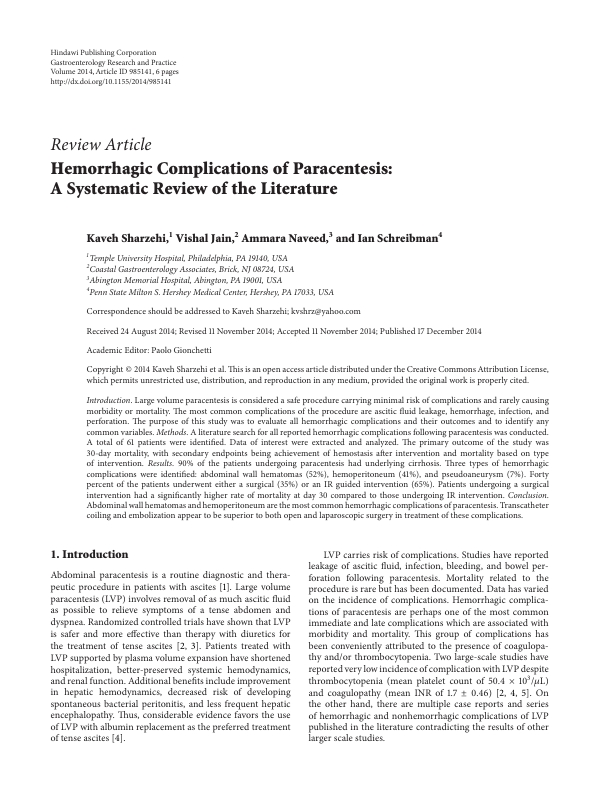 Hindawi Publishing Corporation
Gastroenterology Research and Practice
Volume 2014, Article ID 985141, 6 pages
http://dx.doi.org/10.1155/2014/985141
Review Article
Hemorrhagic Complications of Paracentesis:
A Systematic Review of the Literature
Kaveh Sharzehi,1 Vishal Jain,2 Ammara Naveed,3 and Ian Schreibman4
1Temple University Hospital, Philadelphia, PA 19140, USA
2Coastal Gastroenterology Associates, Brick, NJ 08724, USA
3Abington Memorial Hospital, Abington, PA 19001, USA
4Penn State Milton S. Hershey Medical Center, Hershey, PA 17033, USA
Correspondence should be addressed to Kaveh Sharzehi; kvshrz@yahoo.com
Received 24 August 2014; Revised 11 November 2014; Accepted 11 November 2014; Published 17 December 2014
Academic Editor: Paolo Gionchetti
Copyright © 2014 Kaveh Sharzehi et al. This is an open access article distributed under the Creative Commons Attribution License,
which permits unrestricted use, distribution, and reproduction in any medium, provided the original work is properly cited.
Introduction. Large volume paracentesis is considered a safe procedure carrying minimal risk of complications and rarely causing
morbidity or mortality. The most common complications of the procedure are ascitic fluid leakage, hemorrhage, infection, and
perforation. The purpose of this study was to evaluate all hemorrhagic complications and their outcomes and to identify any
common variables. Methods. A literature search for all reported hemorrhagic complications following paracentesis was conducted.
A total of 61 patients were identified. Data of interest were extracted and analyzed. The primary outcome of the study was
30-day mortality, with secondary endpoints being achievement of hemostasis after intervention and mortality based on type
of intervention. Results. 90% of the patients undergoing paracentesis had underlying cirrhosis. Three types of hemorrhagic
complications were identified: abdominal wall hematomas (52%), hemoperitoneum (41%), and pseudoaneurysm (7%). Forty
percent of the patients underwent either a surgical (35%) or an IR guided intervention (65%). Patients undergoing a surgical
intervention had a significantly higher rate of mortality at day 30 compared to those undergoing IR intervention. Conclusion.
Abdominal wall hematomas and hemoperitoneum are the most common hemorrhagic complications of paracentesis. Transcatheter
coiling and embolization appear to be superior to both open and laparoscopic surgery in treatment of these complications.
1. Introduction
Abdominal paracentesis is a routine diagnostic and thera-
peutic procedure in patients with ascites [1]. Large volume
paracentesis (LVP) involves removal of as much ascitic fluid
as possible to relieve symptoms of a tense abdomen and
dyspnea. Randomized controlled trials have shown that LVP
is safer and more effective than therapy with diuretics for
the treatment of tense ascites [2, 3]. Patients treated with
LVP supported by plasma volume expansion have shortened
hospitalization, better-preserved systemic hemodynamics,
and renal function. Additional benefits include improvement
in hepatic hemodynamics, decreased risk of developing
spontaneous bacterial peritonitis, and less frequent hepatic
encephalopathy. Thus, considerable evidence favors the use
of LVP with albumin replacement as the preferred treatment
of tense ascites [4].
LVP carries risk of complications. Studies have reported
leakage of ascitic fluid, infection, bleeding, and bowel per-
foration following paracentesis. Mortality related to the
procedure is rare but has been documented. Data has varied
on the incidence of complications. Hemorrhagic complica-
tions of paracentesis are perhaps one of the most common
immediate and late complications which are associated with
morbidity and mortality. This group of complications has
been conveniently attributed to the presence of coagulopa-
thy and/or thrombocytopenia. Two large-scale studies have
reported very low incidence of complication with LVP despite
thrombocytopenia (mean platelet count of 50.4 × 10³/μL)
and coagulopathy (mean INR of 1.7 ± 0.46) [2, 4, 5]. On
the other hand, there are multiple case reports and series
of hemorrhagic and nonhemorrhagic complications of LVP
published in the literature contradicting the results of other
larger scale studies.